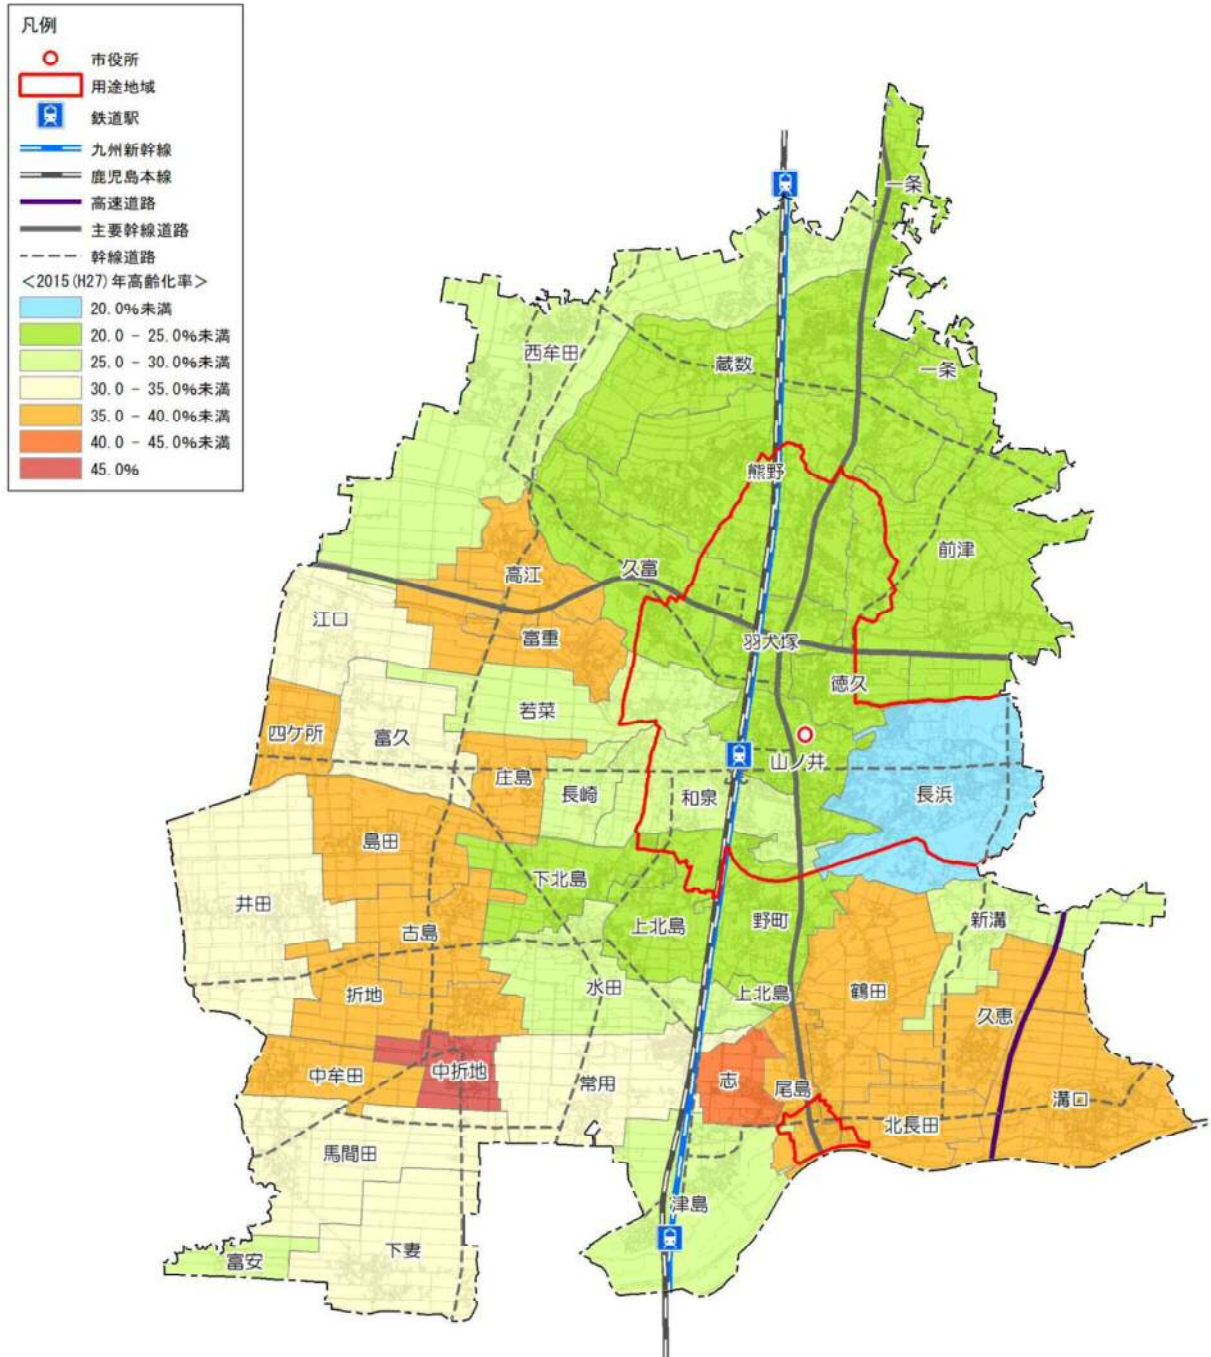 凡例
市役所
用途地域
鉄道駅
九州新幹線
鹿児島本線
高速道路
主要幹線道路
幹線道路
<2015(H27)年高齢化率>
20.0%未満
20.0 - 25.0%未満
25.0 - 30.0%未満
30.0 - 35.0%未満
35.0 - 40.0%未満
40.0 - 45.0%未満
45.0%
一条
西牟田
蔵数
一条
熊野
前津
高江
久富
江口
富重
羽犬塚
徳久
若菜
四ケ所
富久
山ノ井
庄島
長崎
和泉
長浜
島田
下北島
井田
古島
上北島
野町
新溝
折地
水田
上北島
鶴田
久恵
中牟田
中折地
常用
志
尾島
溝口
北長田
馬間田
津島
富安
下妻